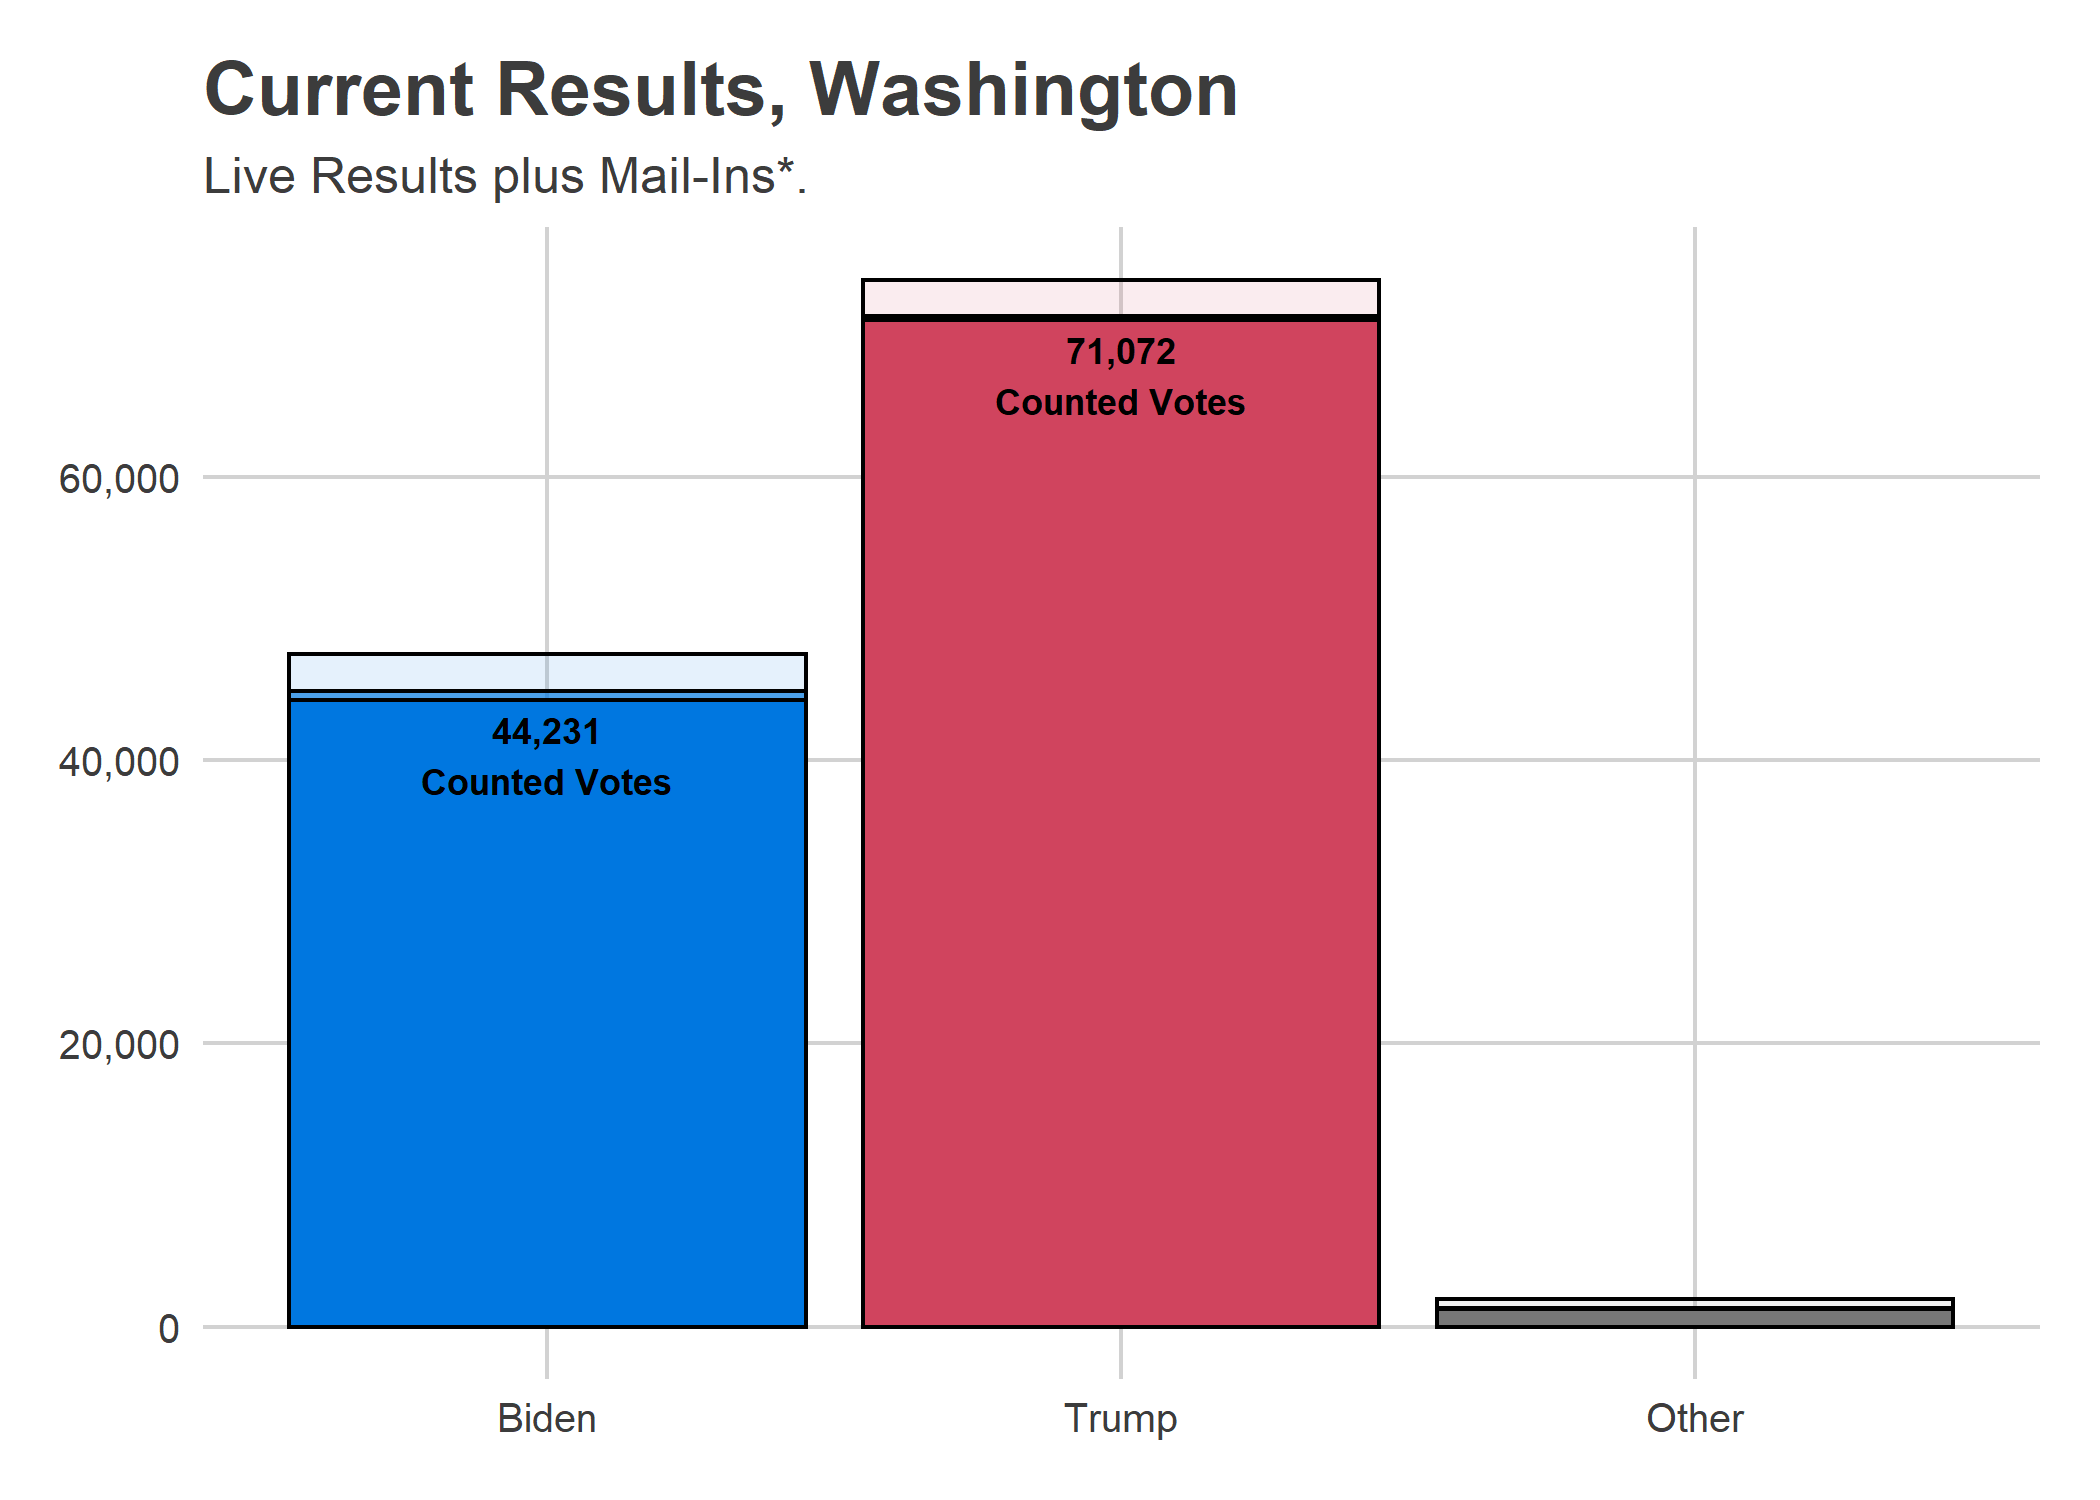 Current Results, Washington
Live Results plus Mail-Ins*.
71,072
Counted Votes
60,000
44,231
Counted Votes
40,000
20,000
0
Biden
Trump
Other